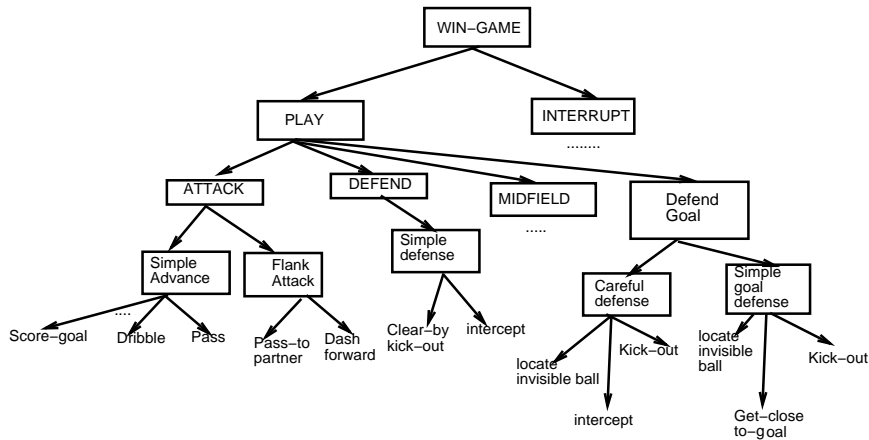 WIN-GAME
PLAY
INTERRUPT
........
ATTACK
DEFEND
MIDFIELD
.....
Defend
Goal
Simple
Advance
Flank
Attack
Simple
defense
Careful
defense
Simple
goal
defense
....
Score-goal
Dribble
Pass
Pass-to
partner
Dash
forward
Clear-by
kick-out
intercept
locate
invisible ball
intercept
Kick-out
locate
invisible
ball
Get-close
to-goal
Kick-out